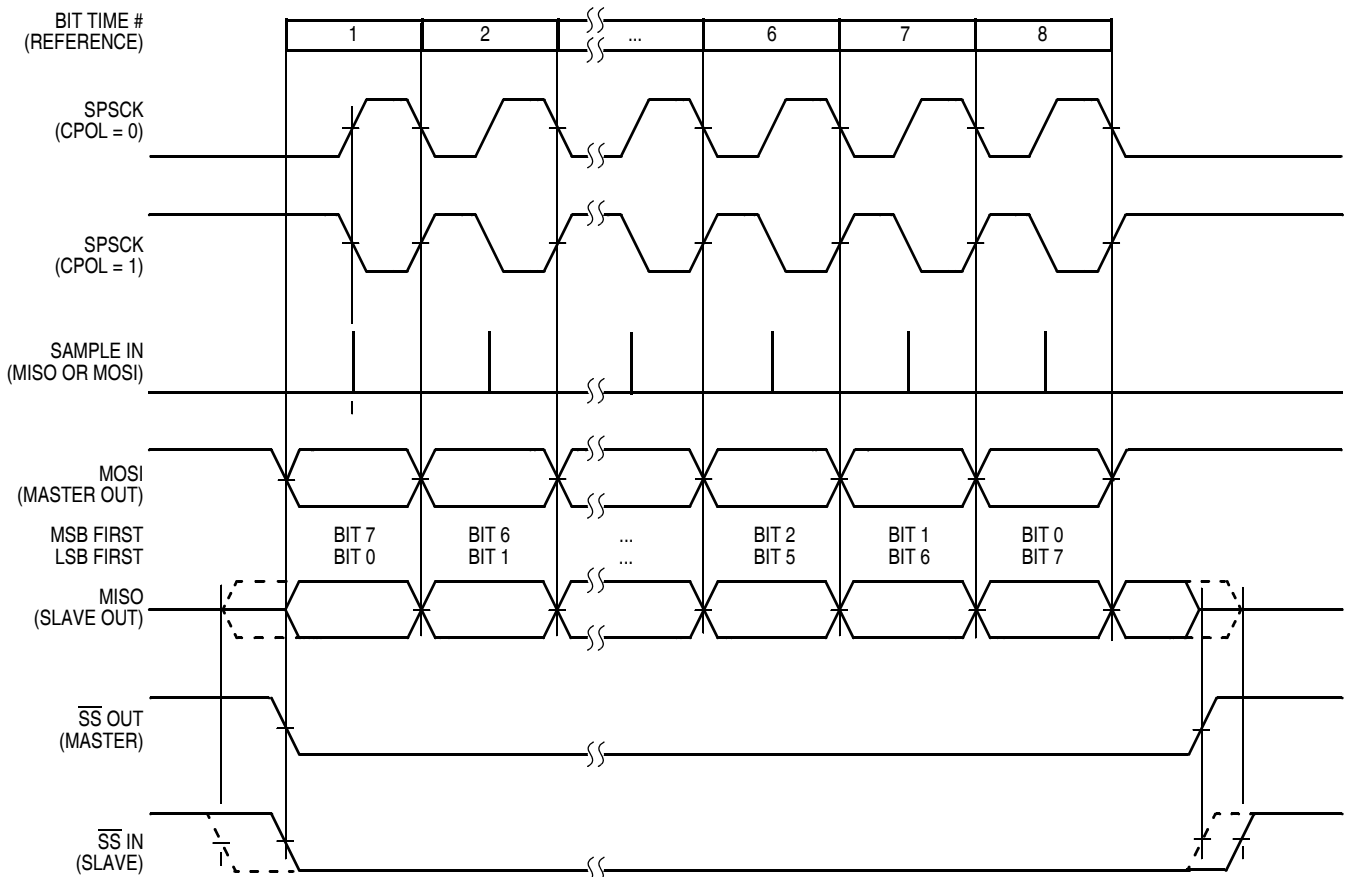 BIT TIME #
(REFERENCE)
1 2 ... 6 7 8
SPSCK
(CPOL = 0)
SPSCK
(CPOL = 1)
SAMPLE IN
(MISO OR MOSI)
MOSI
(MASTER OUT)
MSB FIRST BIT 7 BIT 6 ... BIT 2 BIT 1 BIT 0
LSB FIRST BIT 0 BIT 1 ... BIT 5 BIT 6 BIT 7
MISO
(SLAVE OUT)
S̅S̅ OUT
(MASTER)
S̅S̅ IN
(SLAVE)